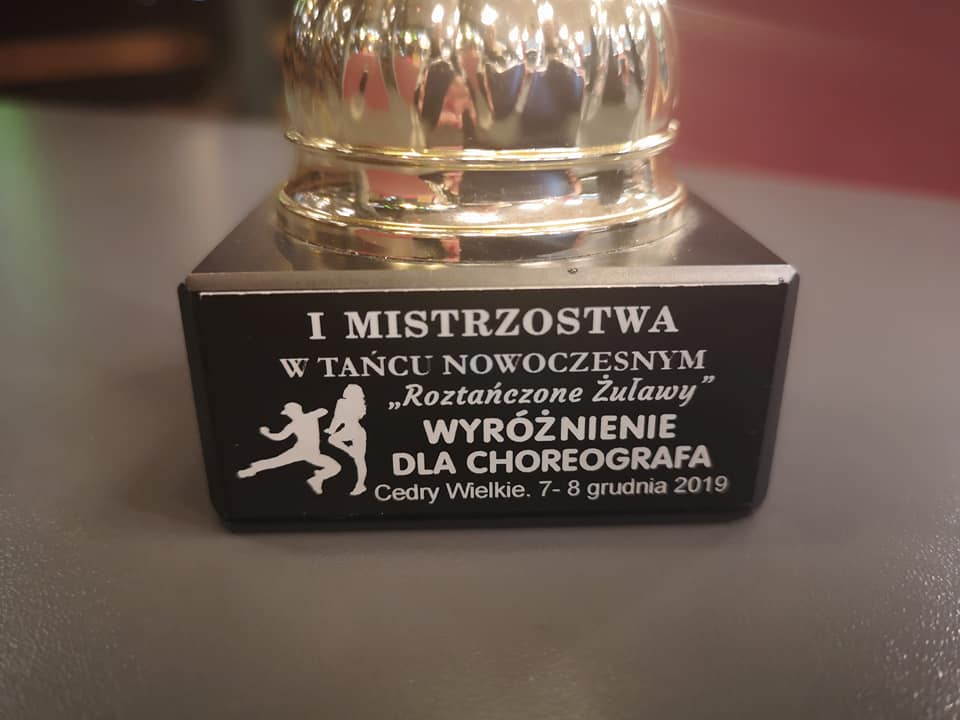 I MISTRZOSTWA
W TAŃCU NOWOCZESNYM
„Roztańczone Żuławy”
WYRÓŻNIENIE
DLA CHOREOGRAFA
Cedry Wielkie. 7- 8 grudnia 2019